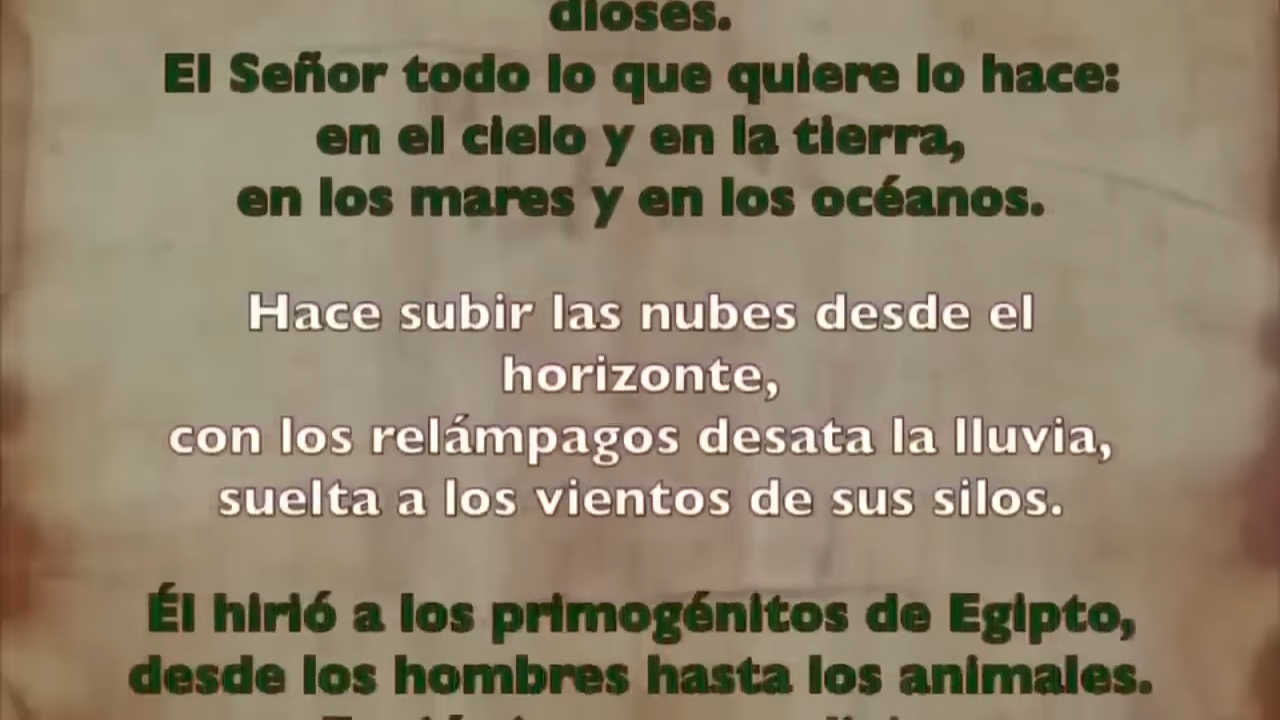 dioses.
El Señor todo lo que quiere lo hace:
en el cielo y en la tierra,
en los mares y en los océanos.
Hace subir las nubes desde el
horizonte,
con los relámpagos desata la lluvia,
suelta a los vientos de sus silos.
Él hirió a los primogénitos de Egipto,
desde los hombres hasta los animales.